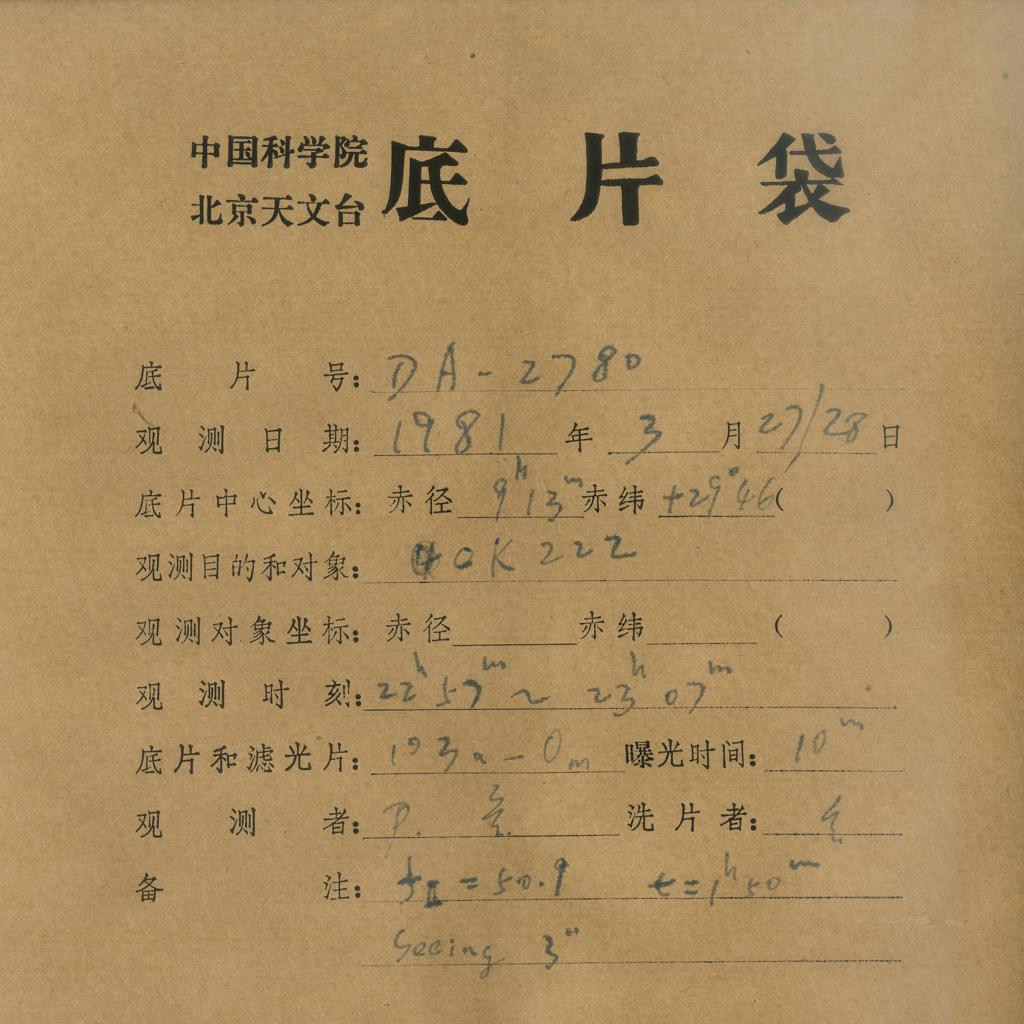 中国科学院
北京天文台 底片袋
底片号: DA-2780
观测日期: 1981 年 3 月 27/28 日
底片中心坐标: 赤径 9h13m 赤纬 +29°46 ( )
观测目的和对象: OK222
观测对象坐标: 赤径 赤纬 ( )
观测时刻: 22h57m ~ 23h07m
底片和滤光片: 103a-O 曝光时间: 10m
观测者: P. 洗片者:
备注: = 50.9 t=1h50m
Seeing 3"